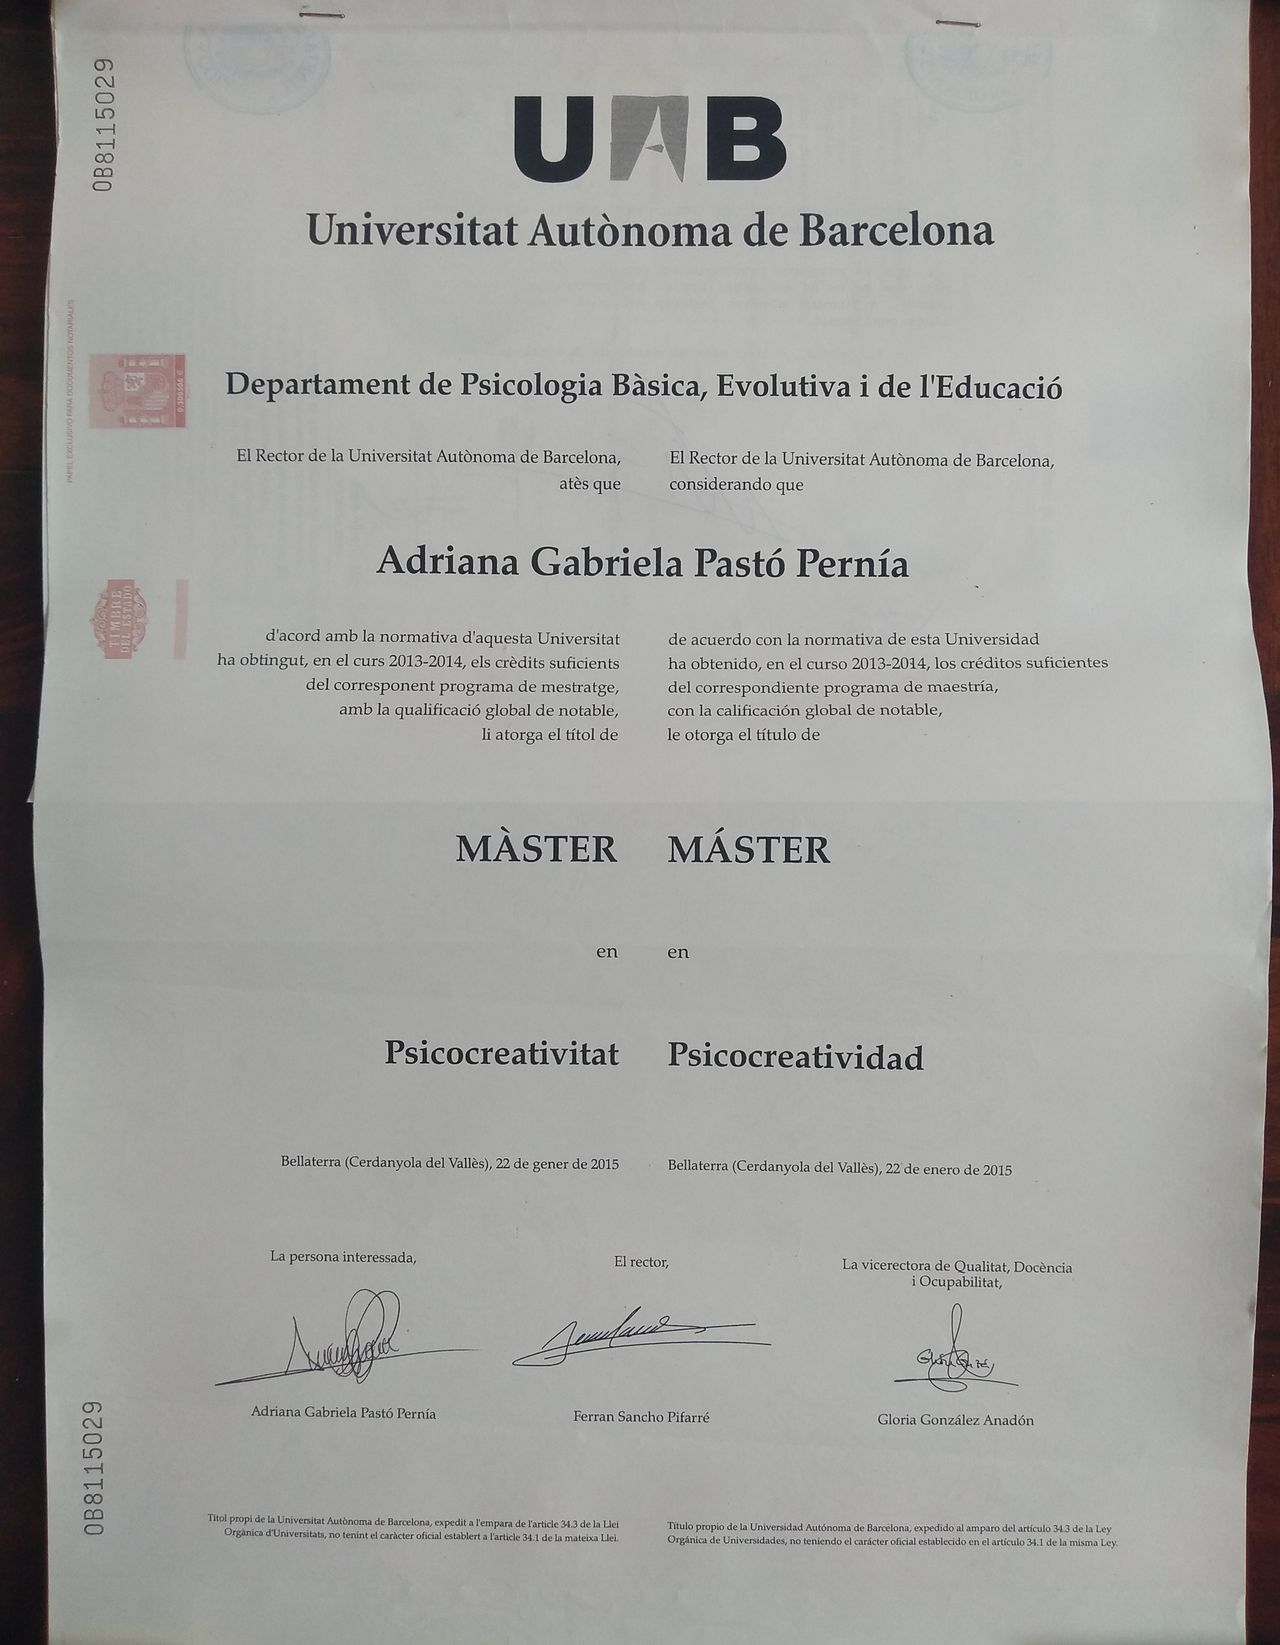 0B8115029
UAB
Universitat Autònoma de Barcelona
PAPEL EXCLUSIVO PARA DOCUMENTOS NOTARIALES
Departament de Psicologia Bàsica, Evolutiva i de l'Educació
El Rector de la Universitat Autònoma de Barcelona,
atès que
El Rector de la Universitat Autònoma de Barcelona,
considerando que
Adriana Gabriela Pastó Pernía
TIMBRE
DEL ESTADO
d'acord amb la normativa d'aquesta Universitat
ha obtingut, en el curs 2013-2014, els crèdits suficients
del corresponent programa de mestratge,
amb la qualificació global de notable,
li atorga el títol de
de acuerdo con la normativa de esta Universidad
ha obtenido, en el curso 2013-2014, los créditos suficientes
del correspondiente programa de maestría,
con la calificación global de notable,
le otorga el título de
MÀSTER
MÁSTER
en
en
Psicocreativitat
Psicocreatividad
Bellaterra (Cerdanyola del Vallès), 22 de gener de 2015
Bellaterra (Cerdanyola del Vallès), 22 de enero de 2015
La persona interessada,
El rector,
La vicerectora de Qualitat, Docència
i Ocupabilitat,
Adriana Gabriela Pastó Pernía
Ferran Sancho Pifarré
Gloria González Anadón
0B8115029
Títol propi de la Universitat Autònoma de Barcelona, expedit a l'empara de l'article 34.3 de la Llei
Orgànica d'Universitats, no tenint el caràcter oficial establert a l'article 34.1 de la mateixa Llei.
Título propio de la Universidad Autónoma de Barcelona, expedido al amparo del artículo 34.3 de la Ley
Orgánica de Universidades, no teniendo el carácter oficial establecido en el artículo 34.1 de la misma Ley.